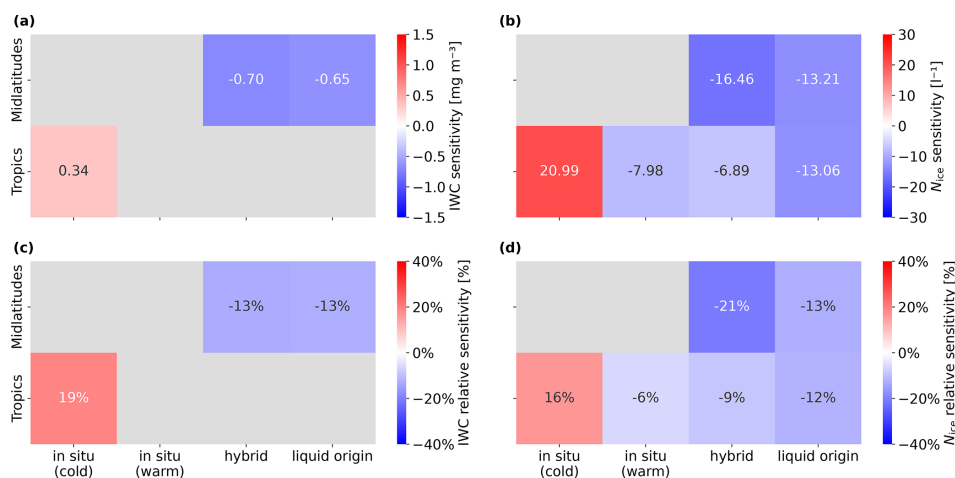 (a)
Midlatitudes
-0.70
-0.65
Tropics
0.34
1.5
1.0
0.5
0.0
−0.5
−1.0
−1.5
IWC sensitivity [mg m⁻³]
(b)
-16.46
-13.21
20.99
-7.98
-6.89
-13.06
30
20
10
0
−10
−20
−30
Nice sensitivity [l⁻¹]
(c)
Midlatitudes
-13%
-13%
Tropics
19%
in situ
(cold)
in situ
(warm)
hybrid
liquid origin
40%
20%
0%
−20%
−40%
IWC relative sensitivity [%]
(d)
-21%
-13%
16%
-6%
-9%
-12%
in situ
(cold)
in situ
(warm)
hybrid
liquid origin
40%
20%
0%
−20%
−40%
Nice relative sensitivity [%]